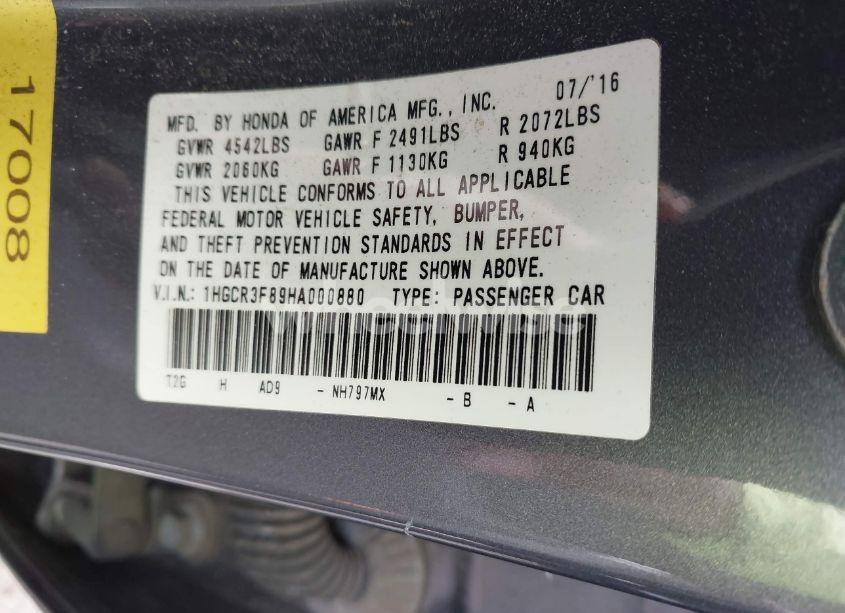 17008
07/'16
MFD. BY HONDA OF AMERICA MFG., INC.
GVWR 4542LBS GAWR F 2491LBS R 2072LBS
GVWR 2060KG GAWR F 1130KG R 940KG
THIS VEHICLE CONFORMS TO ALL APPLICABLE
FEDERAL MOTOR VEHICLE SAFETY, BUMPER,
AND THEFT PREVENTION STANDARDS IN EFFECT
ON THE DATE OF MANUFACTURE SHOWN ABOVE.
V.I.N.: 1HGCR3F89HA000880 TYPE: PASSENGER CAR
wheelwise
T2G H AD9 - NH797MX - B - A